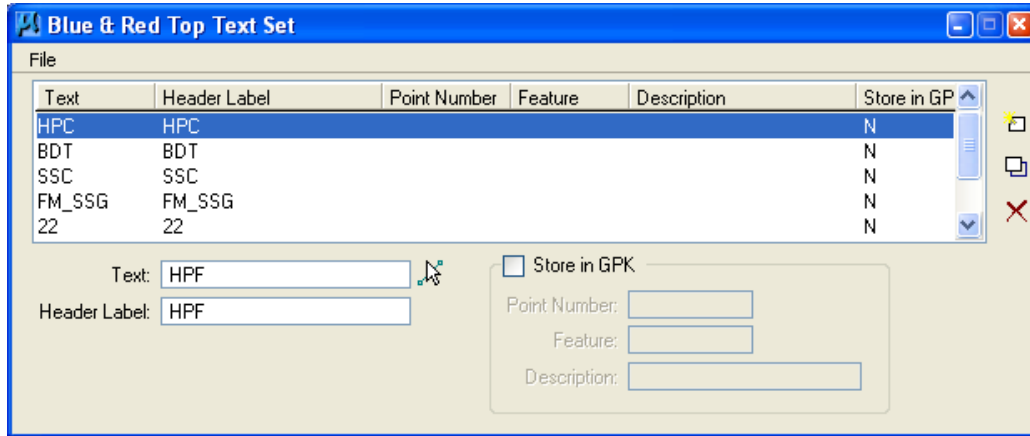 Blue & Red Top Text Set
File
Text Header Label Point Number Feature Description Store in GP
HPC HPC N
BDT BDT N
SSC SSC N
FM_SSG FM_SSG N
22 22 N
Text: HPF Store in GPK
Header Label: HPF Point Number:
Feature:
Description: